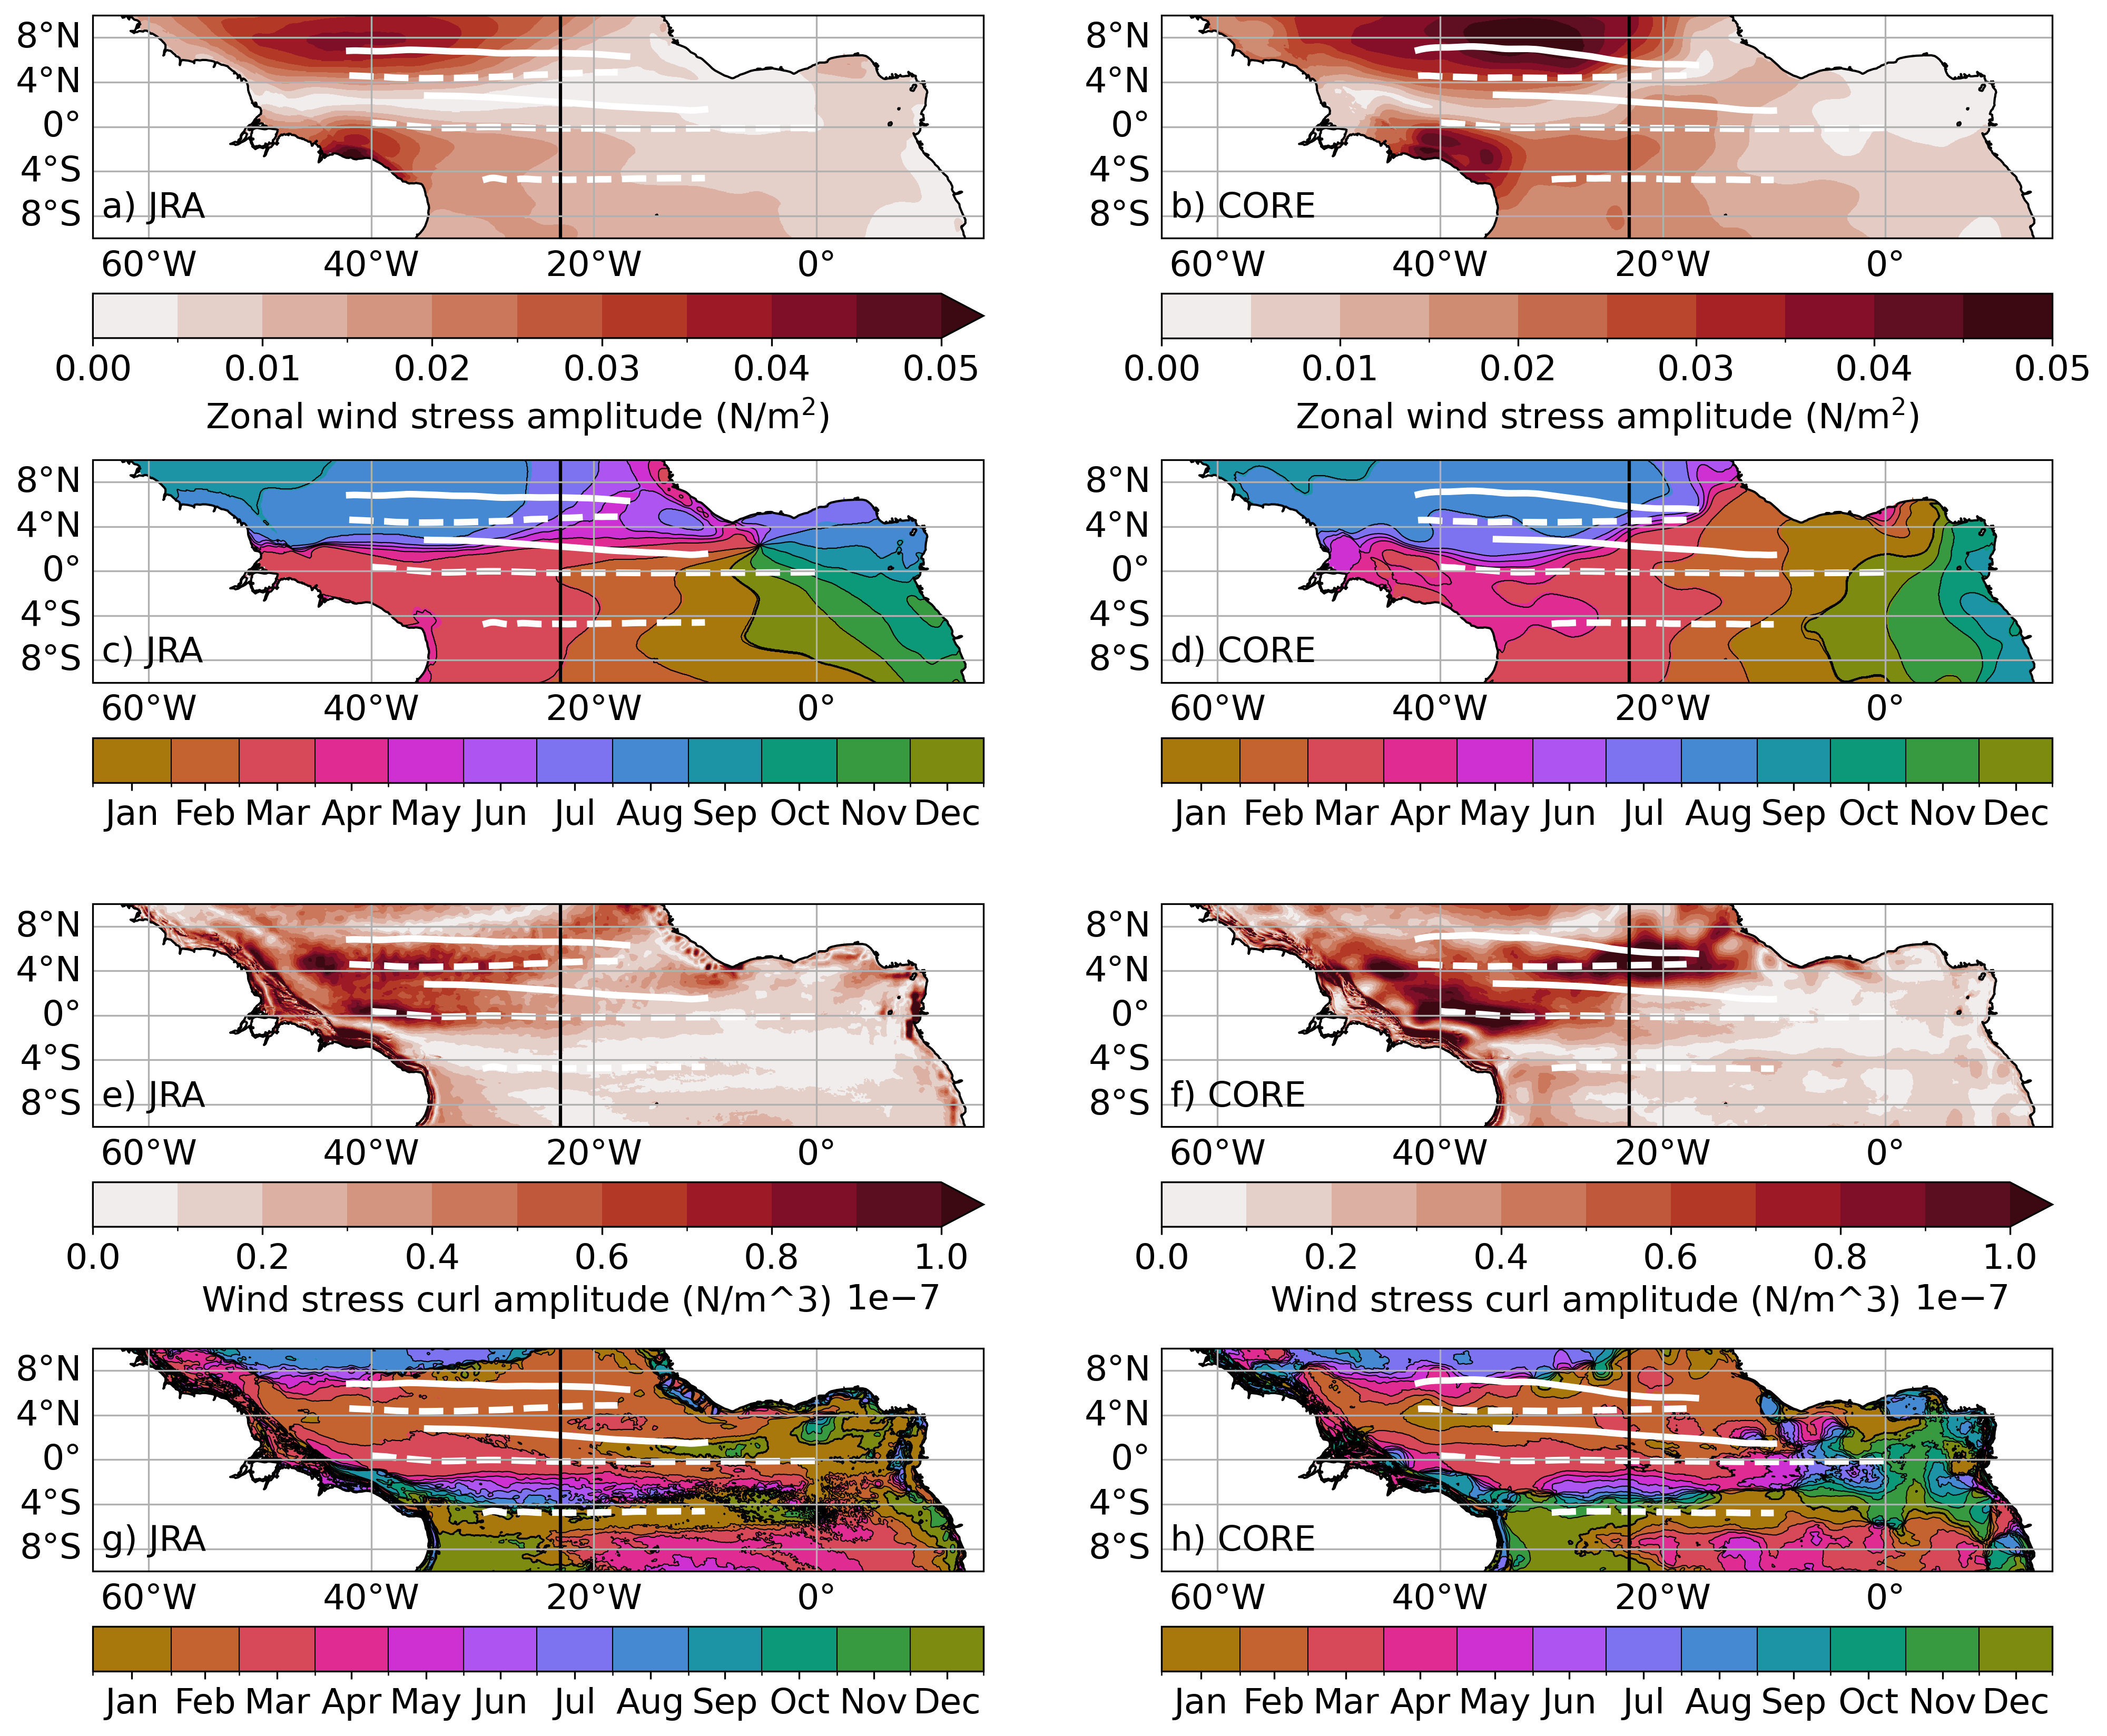 8°N
4°N
0°
4°S
8°S
a) JRA
60°W 40°W 20°W 0°
0.00 0.01 0.02 0.03 0.04 0.05
Zonal wind stress amplitude (N/m²)
8°N
4°N
0°
4°S
8°S
b) CORE
60°W 40°W 20°W 0°
0.00 0.01 0.02 0.03 0.04 0.05
Zonal wind stress amplitude (N/m²)
8°N
4°N
0°
4°S
8°S
c) JRA
60°W 40°W 20°W 0°
Jan Feb Mar Apr May Jun Jul Aug Sep Oct Nov Dec
8°N
4°N
0°
4°S
8°S
d) CORE
60°W 40°W 20°W 0°
Jan Feb Mar Apr May Jun Jul Aug Sep Oct Nov Dec
8°N
4°N
0°
4°S
8°S
e) JRA
60°W 40°W 20°W 0°
0.0 0.2 0.4 0.6 0.8 1.0
Wind stress curl amplitude (N/m^3) 1e−7
8°N
4°N
0°
4°S
8°S
f) CORE
60°W 40°W 20°W 0°
0.0 0.2 0.4 0.6 0.8 1.0
Wind stress curl amplitude (N/m^3) 1e−7
8°N
4°N
0°
4°S
8°S
g) JRA
60°W 40°W 20°W 0°
Jan Feb Mar Apr May Jun Jul Aug Sep Oct Nov Dec
8°N
4°N
0°
4°S
8°S
h) CORE
60°W 40°W 20°W 0°
Jan Feb Mar Apr May Jun Jul Aug Sep Oct Nov Dec